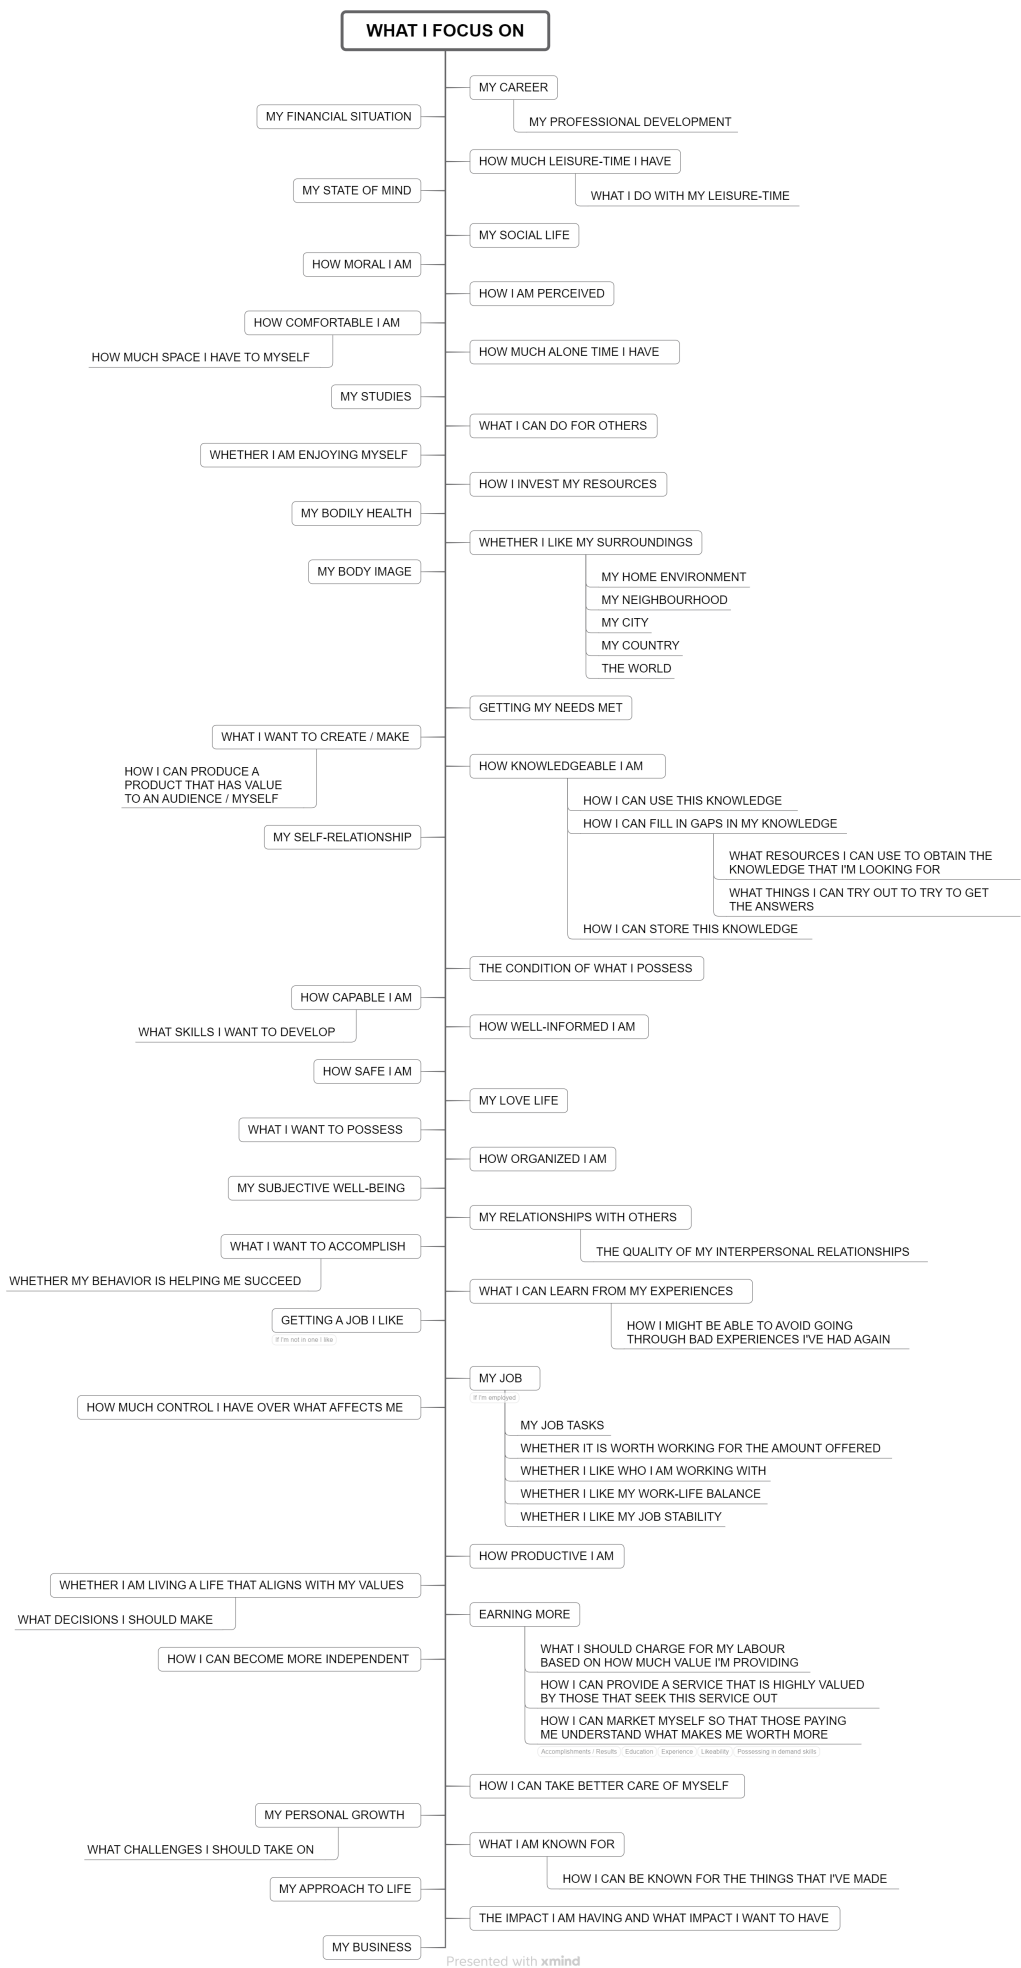 WHAT I FOCUS ON
MY CAREER
MY FINANCIAL SITUATION
MY PROFESSIONAL DEVELOPMENT
HOW MUCH LEISURE-TIME I HAVE
MY STATE OF MIND
WHAT I DO WITH MY LEISURE-TIME
MY SOCIAL LIFE
HOW MORAL I AM
HOW I AM PERCEIVED
HOW COMFORTABLE I AM
HOW MUCH ALONE TIME I HAVE
HOW MUCH SPACE I HAVE TO MYSELF
MY STUDIES
WHAT I CAN DO FOR OTHERS
WHETHER I AM ENJOYING MYSELF
HOW I INVEST MY RESOURCES
MY BODILY HEALTH
WHETHER I LIKE MY SURROUNDINGS
MY BODY IMAGE
MY HOME ENVIRONMENT
MY NEIGHBOURHOOD
MY CITY
MY COUNTRY
THE WORLD
GETTING MY NEEDS MET
WHAT I WANT TO CREATE / MAKE
HOW I CAN PRODUCE A
PRODUCT THAT HAS VALUE
TO AN AUDIENCE / MYSELF
HOW KNOWLEDGEABLE I AM
HOW I CAN USE THIS KNOWLEDGE
HOW I CAN FILL IN GAPS IN MY KNOWLEDGE
MY SELF-RELATIONSHIP
WHAT RESOURCES I CAN USE TO OBTAIN THE
KNOWLEDGE THAT I'M LOOKING FOR
WHAT THINGS I CAN TRY OUT TO TRY TO GET
THE ANSWERS
HOW I CAN STORE THIS KNOWLEDGE
THE CONDITION OF WHAT I POSSESS
HOW CAPABLE I AM
WHAT SKILLS I WANT TO DEVELOP
HOW WELL-INFORMED I AM
HOW SAFE I AM
MY LOVE LIFE
WHAT I WANT TO POSSESS
HOW ORGANIZED I AM
MY SUBJECTIVE WELL-BEING
MY RELATIONSHIPS WITH OTHERS
WHAT I WANT TO ACCOMPLISH
THE QUALITY OF MY INTERPERSONAL RELATIONSHIPS
WHETHER MY BEHAVIOR IS HELPING ME SUCCEED
WHAT I CAN LEARN FROM MY EXPERIENCES
GETTING A JOB I LIKE
If I'm not in one I like
HOW I MIGHT BE ABLE TO AVOID GOING
THROUGH BAD EXPERIENCES I'VE HAD AGAIN
MY JOB
If I'm employed
HOW MUCH CONTROL I HAVE OVER WHAT AFFECTS ME
MY JOB TASKS
WHETHER IT IS WORTH WORKING FOR THE AMOUNT OFFERED
WHETHER I LIKE WHO I AM WORKING WITH
WHETHER I LIKE MY WORK-LIFE BALANCE
WHETHER I LIKE MY JOB STABILITY
HOW PRODUCTIVE I AM
WHETHER I AM LIVING A LIFE THAT ALIGNS WITH MY VALUES
WHAT DECISIONS I SHOULD MAKE
EARNING MORE
WHAT I SHOULD CHARGE FOR MY LABOUR
BASED ON HOW MUCH VALUE I'M PROVIDING
HOW I CAN BECOME MORE INDEPENDENT
HOW I CAN PROVIDE A SERVICE THAT IS HIGHLY VALUED
BY THOSE THAT SEEK THIS SERVICE OUT
HOW I CAN MARKET MYSELF SO THAT THOSE PAYING
ME UNDERSTAND WHAT MAKES ME WORTH MORE
Accomplishments / Results Education Experience Likeability Possessing in demand skills
HOW I CAN TAKE BETTER CARE OF MYSELF
MY PERSONAL GROWTH
WHAT CHALLENGES I SHOULD TAKE ON
WHAT I AM KNOWN FOR
HOW I CAN BE KNOWN FOR THE THINGS THAT I'VE MADE
MY APPROACH TO LIFE
THE IMPACT I AM HAVING AND WHAT IMPACT I WANT TO HAVE
MY BUSINESS
Presented with xmind